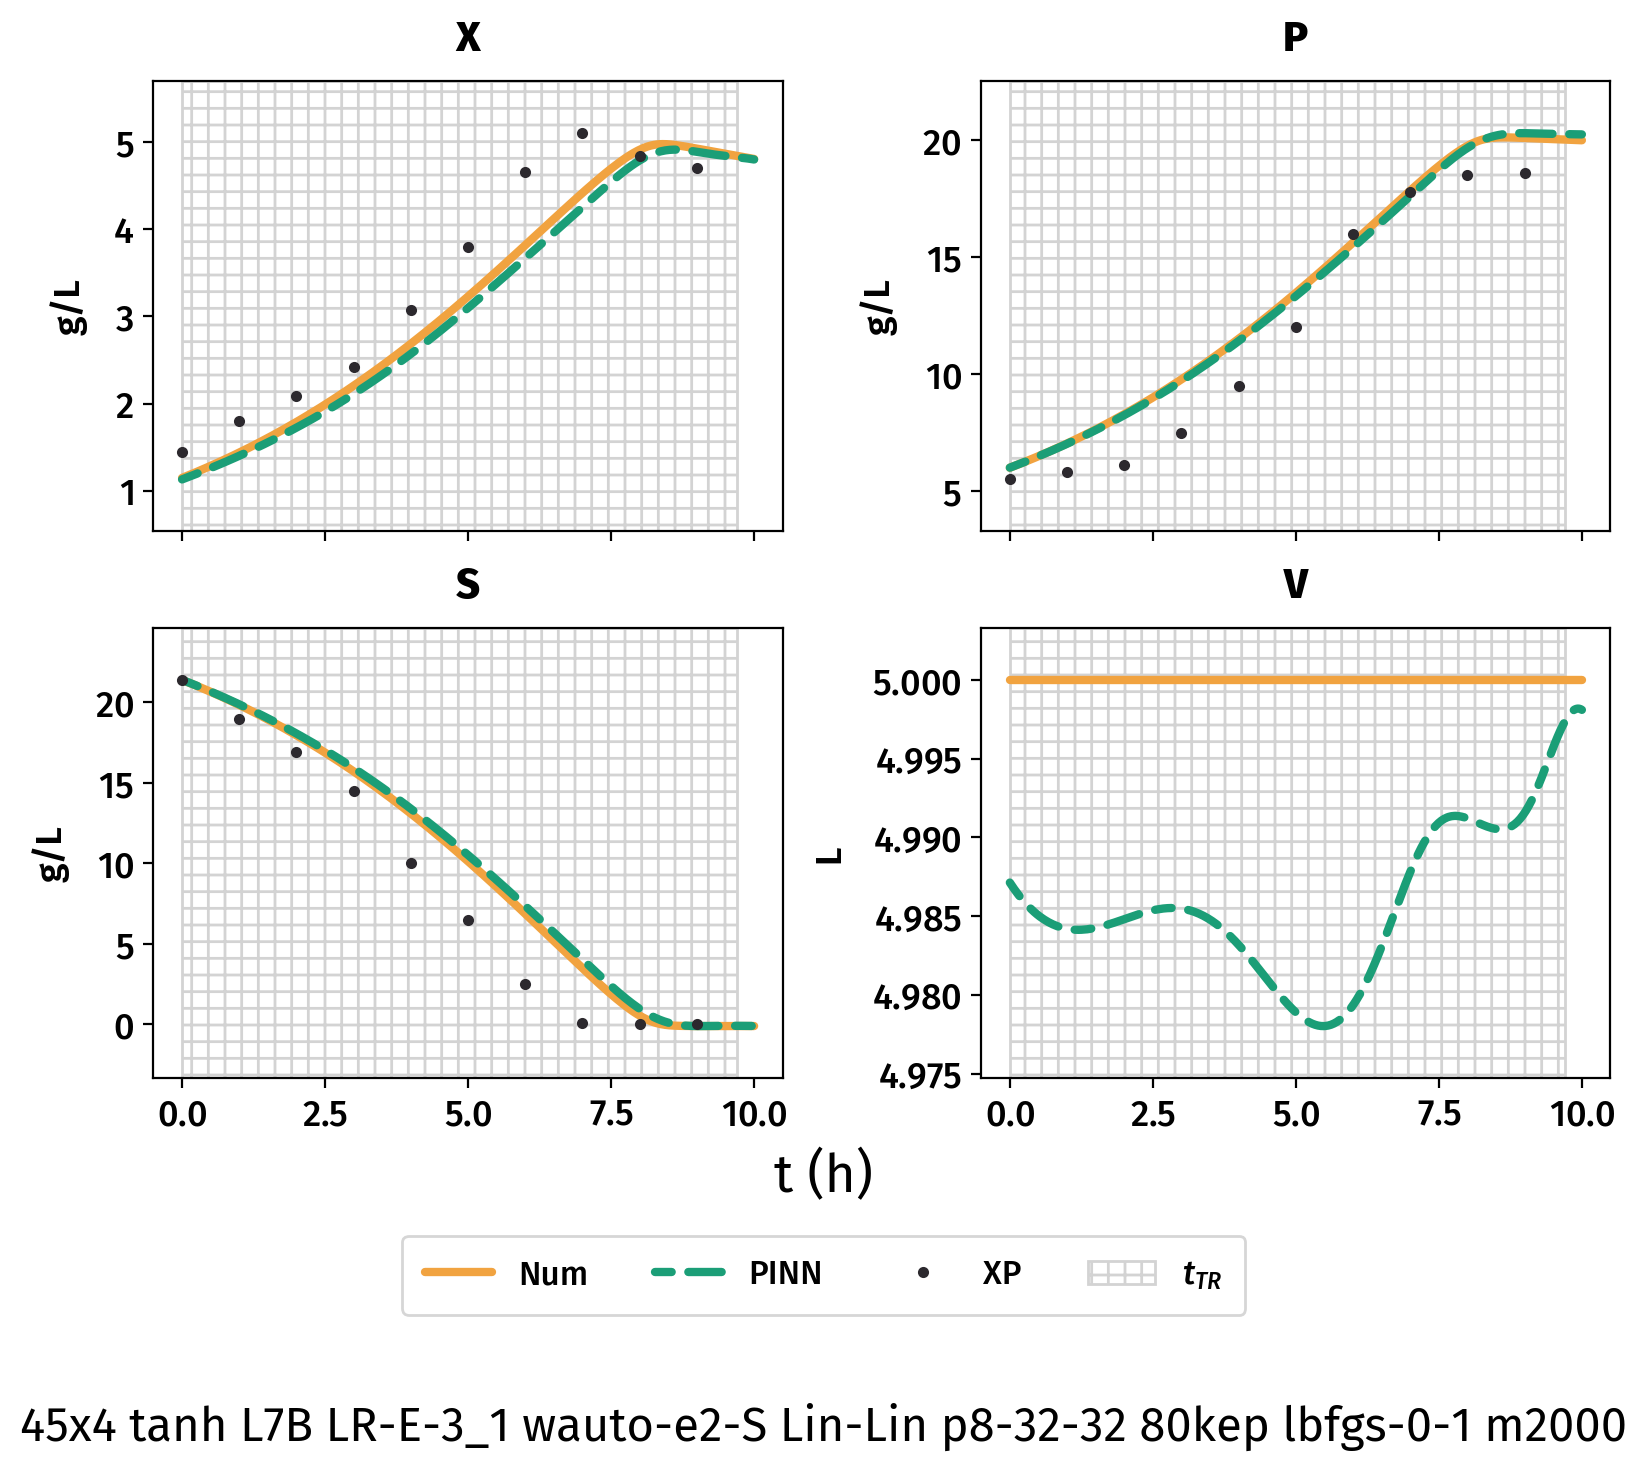 X
P
5
4
3
2
1
g/L
20
15
10
5
g/L
S
V
20
15
10
5
0
g/L
0.0 2.5 5.0 7.5 10.0
5.000
4.995
4.990
4.985
4.980
4.975
L
0.0 2.5 5.0 7.5 10.0
t (h)
Num PINN XP tTR
45x4 tanh L7B LR-E-3_1 wauto-e2-S Lin-Lin p8-32-32 80kep lbfgs-0-1 m2000